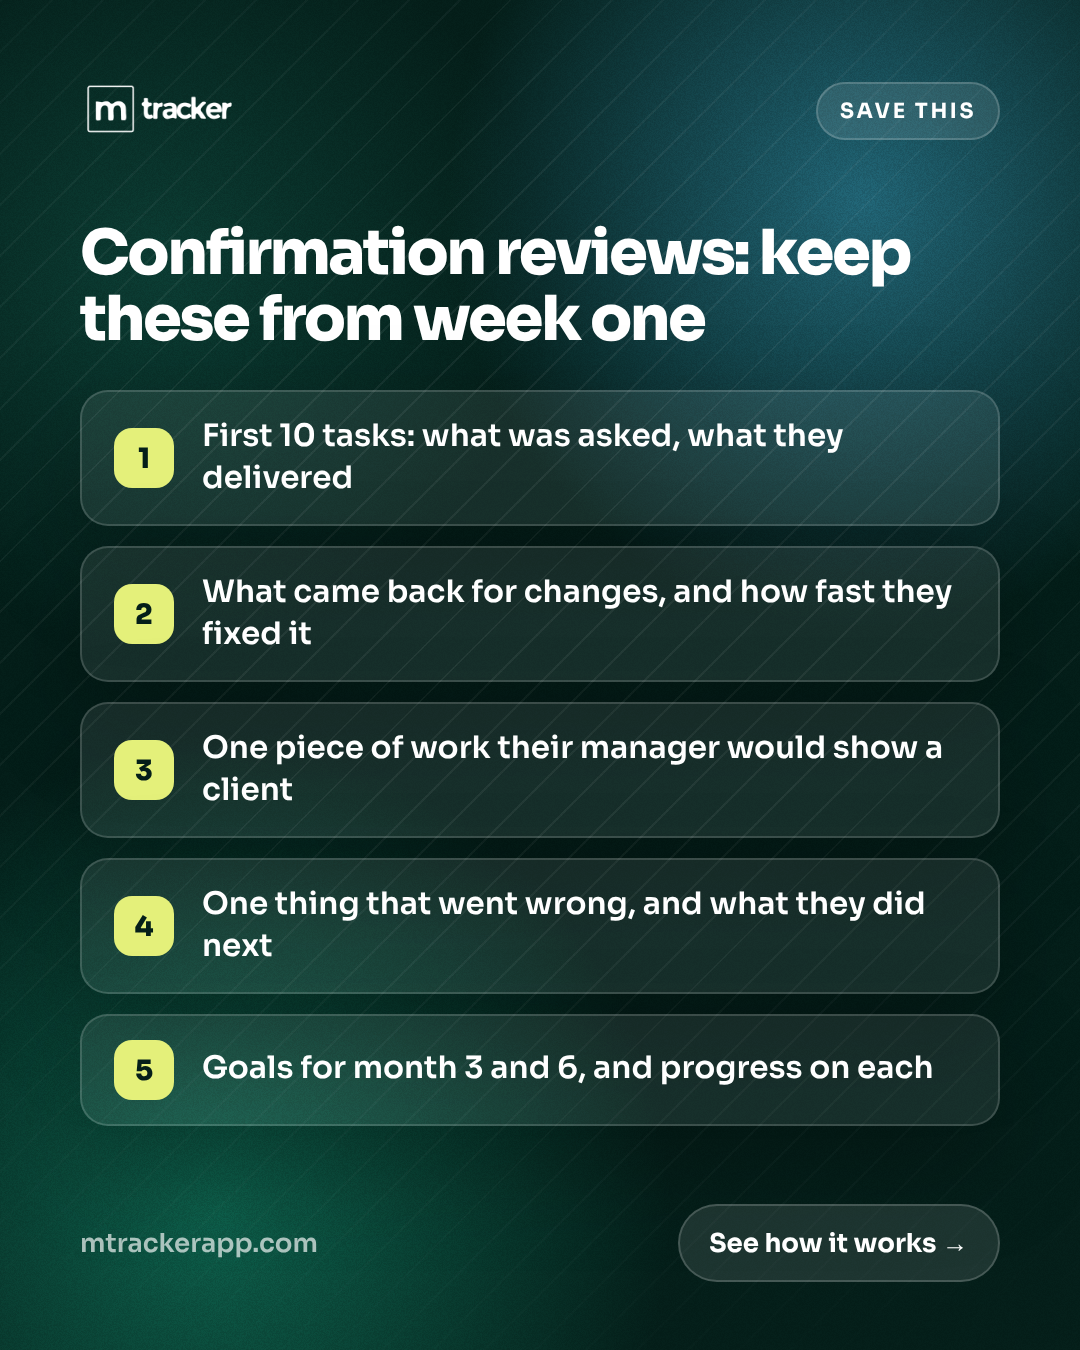 m tracker
SAVE THIS
Confirmation reviews: keep
these from week one
1
First 10 tasks: what was asked, what they
delivered
2
What came back for changes, and how fast they
fixed it
3
One piece of work their manager would show a
client
4
One thing that went wrong, and what they did
next
5
Goals for month 3 and 6, and progress on each
mtrackerapp.com
See how it works →